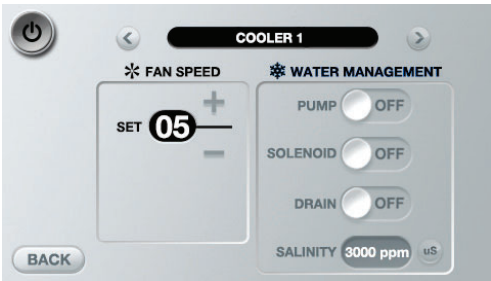 COOLER 1
FAN SPEED
WATER MANAGEMENT
SET 05
PUMP OFF
SOLENOID OFF
DRAIN OFF
SALINITY 3000 ppm uS
BACK